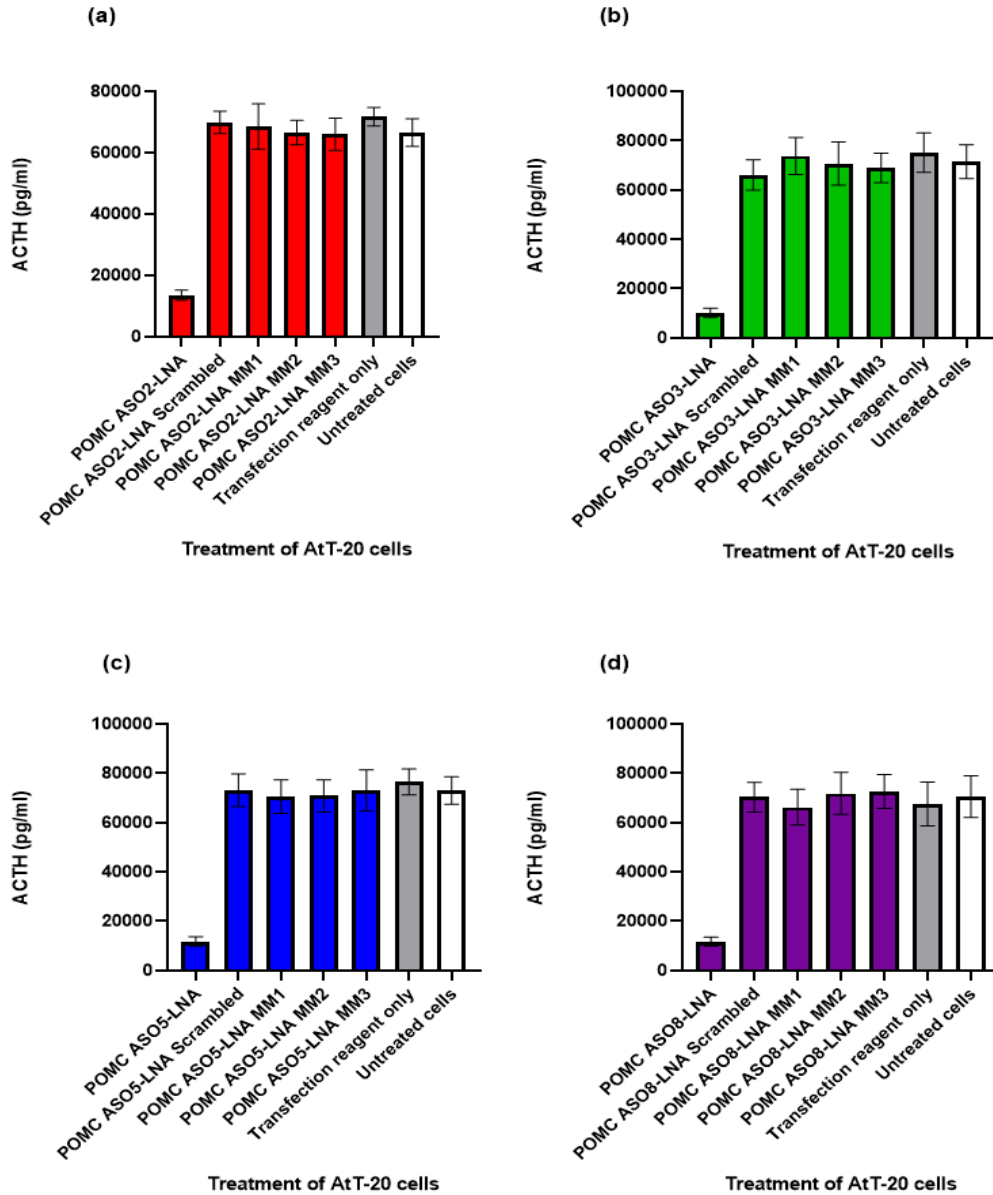 (a)
ACTH (pg/ml)
80000
60000
40000
20000
0
POMC ASO2-LNA
POMC ASO2-LNA Scrambled
POMC ASO2-LNA MM1
POMC ASO2-LNA MM2
POMC ASO2-LNA MM3
Transfection reagent only
Untreated cells
Treatment of AtT-20 cells
(b)
ACTH (pg/ml)
100000
80000
60000
40000
20000
0
POMC ASO3-LNA
POMC ASO3-LNA Scrambled
POMC ASO3-LNA MM1
POMC ASO3-LNA MM2
POMC ASO3-LNA MM3
Transfection reagent only
Untreated cells
Treatment of AtT-20 cells
(c)
ACTH (pg/ml)
100000
80000
60000
40000
20000
0
POMC ASO5-LNA
POMC ASO5-LNA Scrambled
POMC ASO5-LNA MM1
POMC ASO5-LNA MM2
POMC ASO5-LNA MM3
Transfection reagent only
Untreated cells
Treatment of AtT-20 cells
(d)
ACTH (pg/ml)
100000
80000
60000
40000
20000
0
POMC ASO8-LNA
POMC ASO8-LNA Scrambled
POMC ASO8-LNA MM1
POMC ASO8-LNA MM2
POMC ASO8-LNA MM3
Transfection reagent only
Untreated cells
Treatment of AtT-20 cells